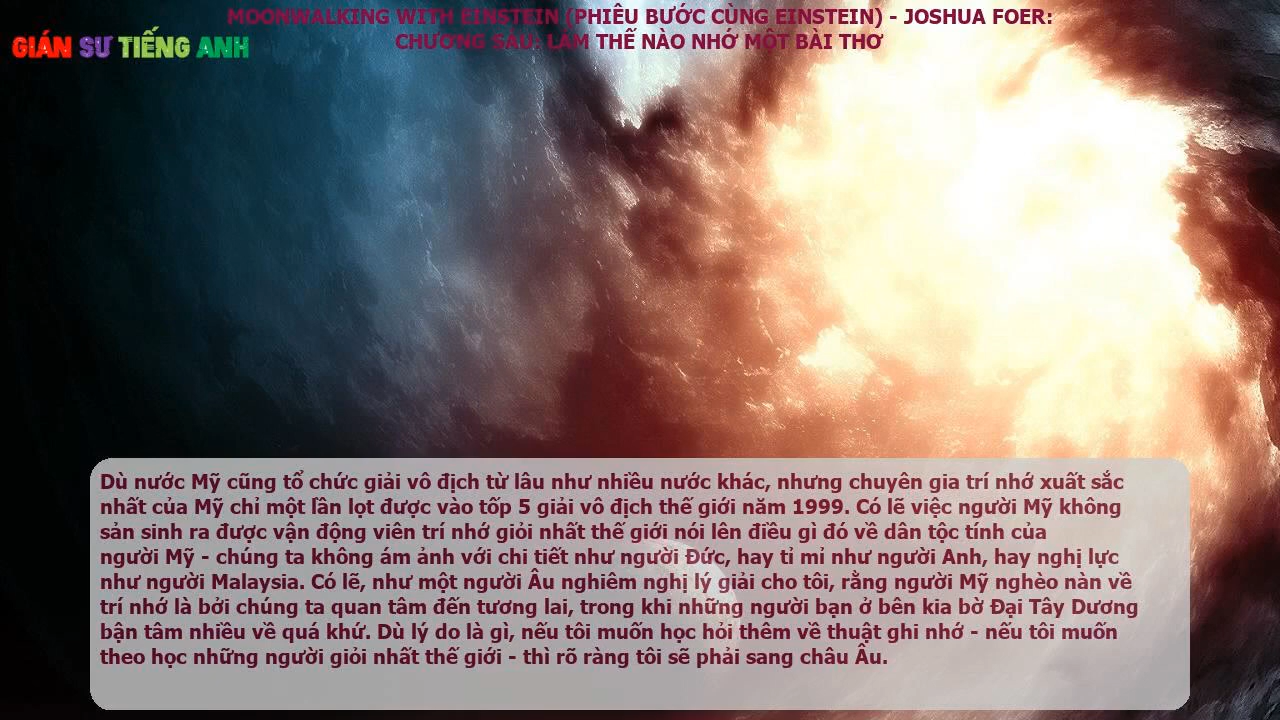 MOONWALKING WITH EINSTEIN (PHIÊU BƯỚC CÙNG EINSTEIN) - JOSHUA FOER:
CHƯƠNG SÁU: LÀM THẾ NÀO NHỚ MỘT BÀI THƠ
GIÁN SƯ TIẾNG ANH
Dù nước Mỹ cũng tổ chức giải vô địch từ lâu như nhiều nước khác, nhưng chuyên gia trí nhớ xuất sắc
nhất của Mỹ chỉ một lần lọt được vào tốp 5 giải vô địch thế giới năm 1999. Có lẽ việc người Mỹ không
sản sinh ra được vận động viên trí nhớ giỏi nhất thế giới nói lên điều gì đó về dân tộc tính của
người Mỹ - chúng ta không ám ảnh với chi tiết như người Đức, hay tỉ mỉ như người Anh, hay nghị lực
như người Malaysia. Có lẽ, như một người Âu nghiêm nghị lý giải cho tôi, rằng người Mỹ nghèo nàn về
trí nhớ là bởi chúng ta quan tâm đến tương lai, trong khi những người bạn ở bên kia bờ Đại Tây Dương
bận tâm nhiều về quá khứ. Dù lý do là gì, nếu tôi muốn học hỏi thêm về thuật ghi nhớ - nếu tôi muốn
theo học những người giỏi nhất thế giới - thì rõ ràng tôi sẽ phải sang châu Âu.